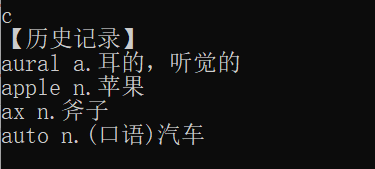 c
【历史记录】
aural a.耳的，听觉的
apple n.苹果
ax n.斧子
auto n.(口语)汽车